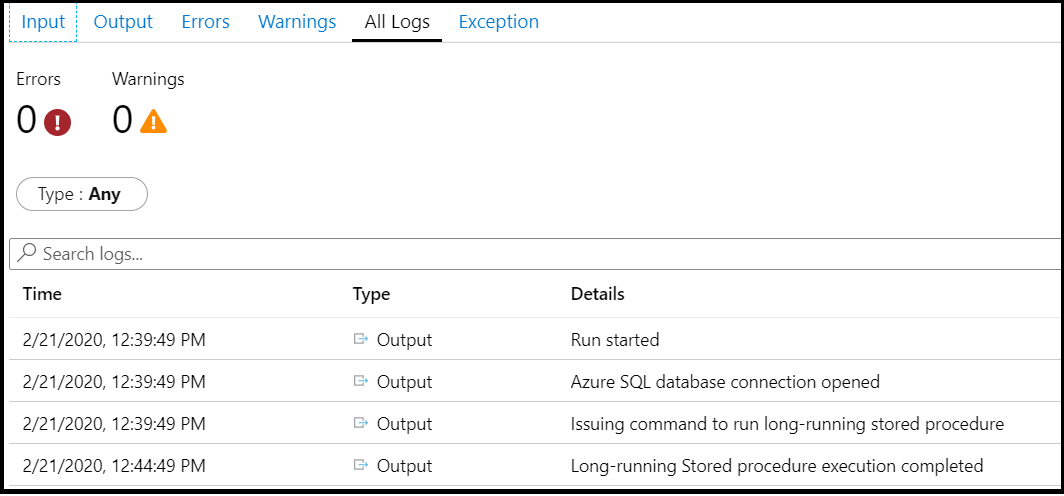 Input Output Errors Warnings All Logs Exception
Errors Warnings
0 0
Type : Any
Search logs...
Time Type Details
2/21/2020, 12:39:49 PM Output Run started
2/21/2020, 12:39:49 PM Output Azure SQL database connection opened
2/21/2020, 12:39:49 PM Output Issuing command to run long-running stored procedure
2/21/2020, 12:44:49 PM Output Long-running Stored procedure execution completed